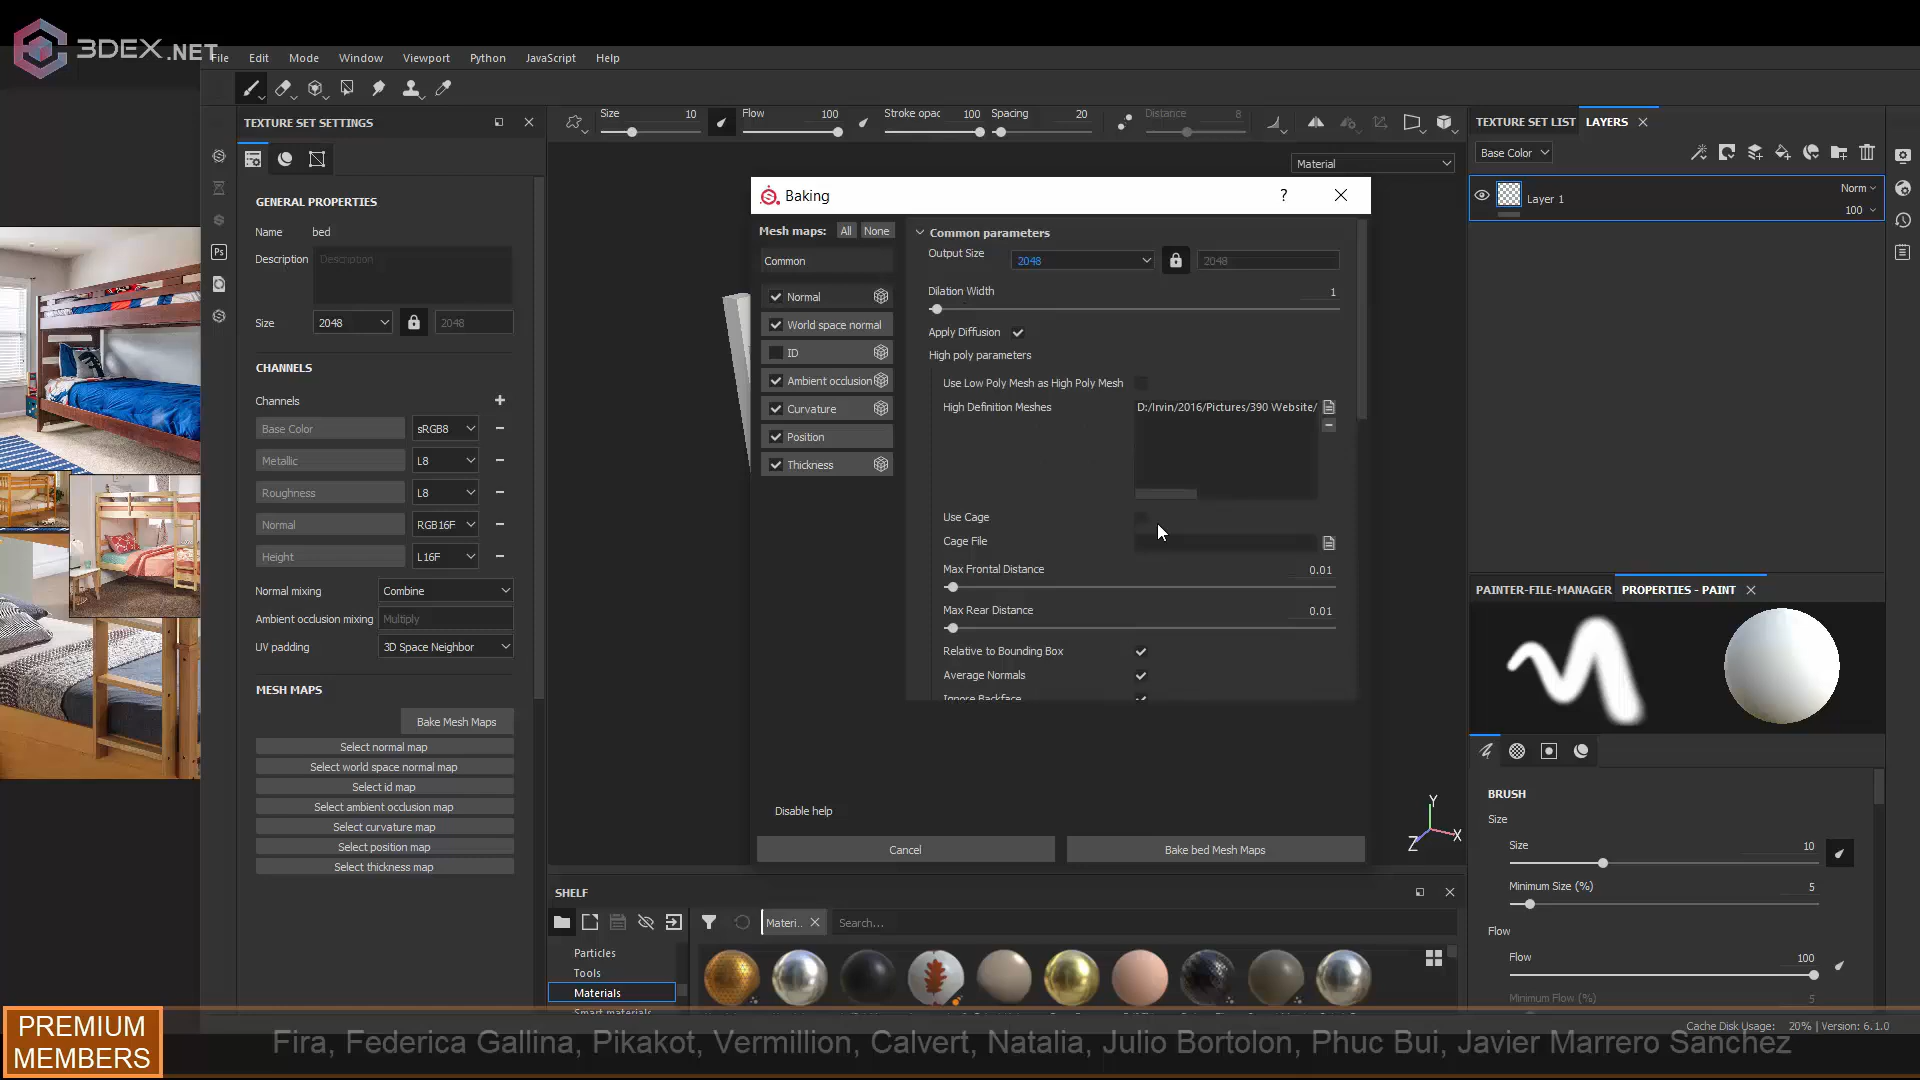 3DEX.NET
File Edit Mode Window Viewport Python JavaScript Help
Size 10 Flow 100 Stroke opac 100 Spacing 20 Distance 8
TEXTURE SET SETTINGS
TEXTURE SET LIST LAYERS
Material
Base Color
GENERAL PROPERTIES
Name bed
Description Description
Size 2048 2048
CHANNELS
Channels
Base Color sRGB8
Metallic L8
Roughness L8
Normal RGB16F
Height L16F
Normal mixing Combine
Ambient occlusion mixing Multiply
UV padding 3D Space Neighbor
MESH MAPS
Bake Mesh Maps
Select normal map
Select world space normal map
Select id map
Select ambient occlusion map
Select curvature map
Select position map
Select thickness map
Baking ?
Mesh maps: All None
Common
Normal
World space normal
ID
Ambient occlusion
Curvature
Position
Thickness
Common parameters
Output Size 2048 2048
Dilation Width 1
Apply Diffusion
High poly parameters
Use Low Poly Mesh as High Poly Mesh
High Definition Meshes D:/Irvin/2016/Pictures/390 Website/
Use Cage
Cage File
Max Frontal Distance 0.01
Max Rear Distance 0.01
Relative to Bounding Box
Average Normals
Ignore Backface
Disable help
Cancel Bake bed Mesh Maps
Y
X
Z
Layer 1 Norm
100
PAINTER-FILE-MANAGER PROPERTIES - PAINT
BRUSH
Size
Size 10
Minimum Size (%) 5
Flow
Flow 100
Minimum Flow (%) 5
SHELF
Materi... Search...
Particles
Tools
Materials
Smart materials
Cache Disk Usage: 20% | Version: 6.1.0
PREMIUM
MEMBERS
Fira, Federica Gallina, Pikakot, Vermillion, Calvert, Natalia, Julio Bortolon, Phuc Bui, Javier Marrero Sanchez